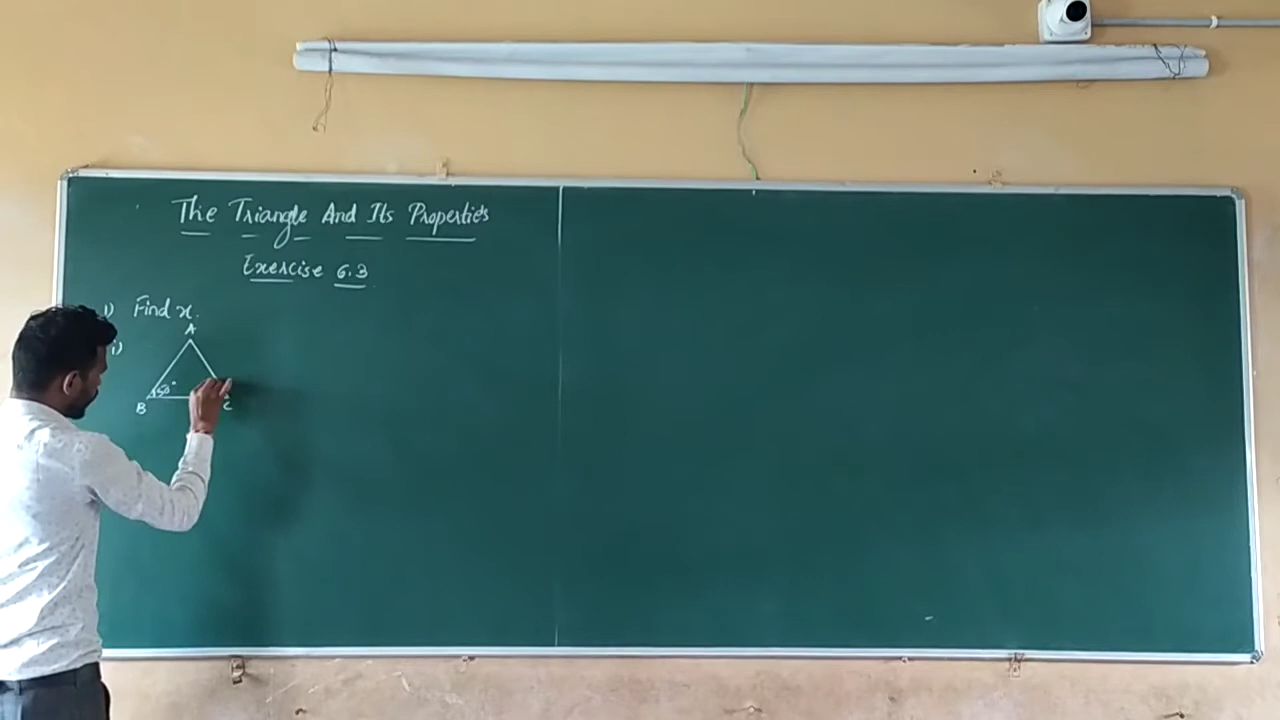 The Triangle And Its Properties
Exercise 6.3
1) Find x.
i)
A
50°
B
C